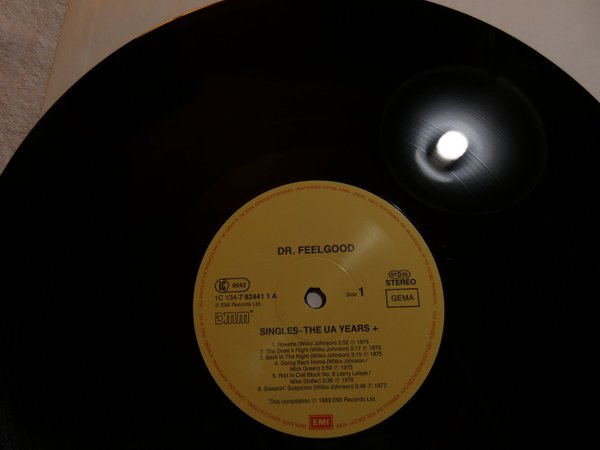 DR. FEELGOOD
LC 0542
1C 134-7 92441 1 A
℗ EMI Records Ltd.
DMM
Side 1
ST 33
STEREO
GEMA
SINGLES-THE UA YEARS +
1. Roxette (Wilko Johnson) 2:52 ℗ 1974
2. She Does It Right (Wilko Johnson) 3:17 ℗ 1975
3. Back In The Night (Wilko Johnson) 3:15 ℗ 1975
4. Going Back Home (Wilko Johnson/
Mick Green) 3:59 ℗ 1975
5. Riot In Cell Block No. 9 (Jerry Leiber/
Mike Stoller) 3:36 ℗ 1975
6. Sneakin' Suspicion (Wilko Johnson) 3:48 ℗ 1977
This compilation ℗ 1989 EMI Records Ltd.
EMI